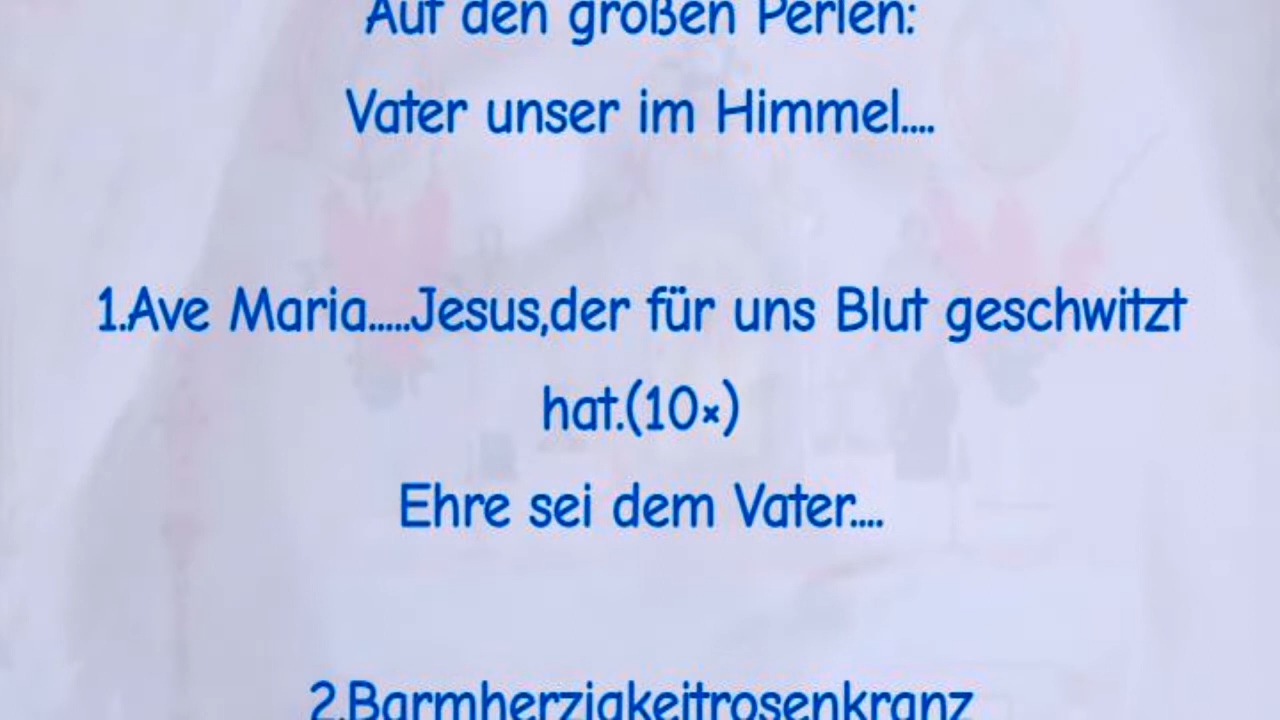 Auf den großen Perlen:
Vater unser im Himmel....
1.Ave Maria.....Jesus,der für uns Blut geschwitzt
hat.(10×)
Ehre sei dem Vater....
2.Barmherzigkeitrosenkranz